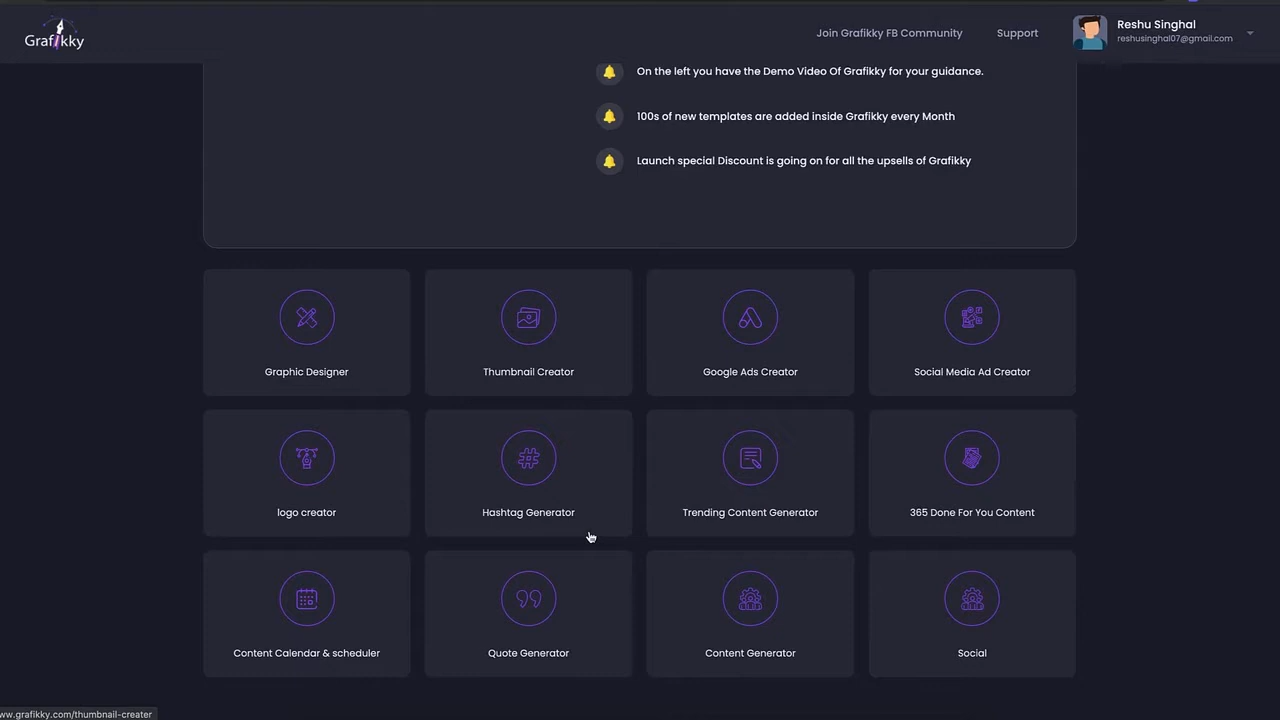 Grafikky
Join Grafikky FB Community
Support
Reshu Singhal
reshusinghal07@gmail.com
On the left you have the Demo Video Of Grafikky for your guidance.
100s of new templates are added inside Grafikky every Month
Launch special Discount is going on for all the upsells of Grafikky
Graphic Designer
Thumbnail Creator
Google Ads Creator
Social Media Ad Creator
logo creator
Hashtag Generator
Trending Content Generator
365 Done For You Content
Content Calendar & scheduler
Quote Generator
Content Generator
Social
ww.grafikky.com/thumbnail-creater